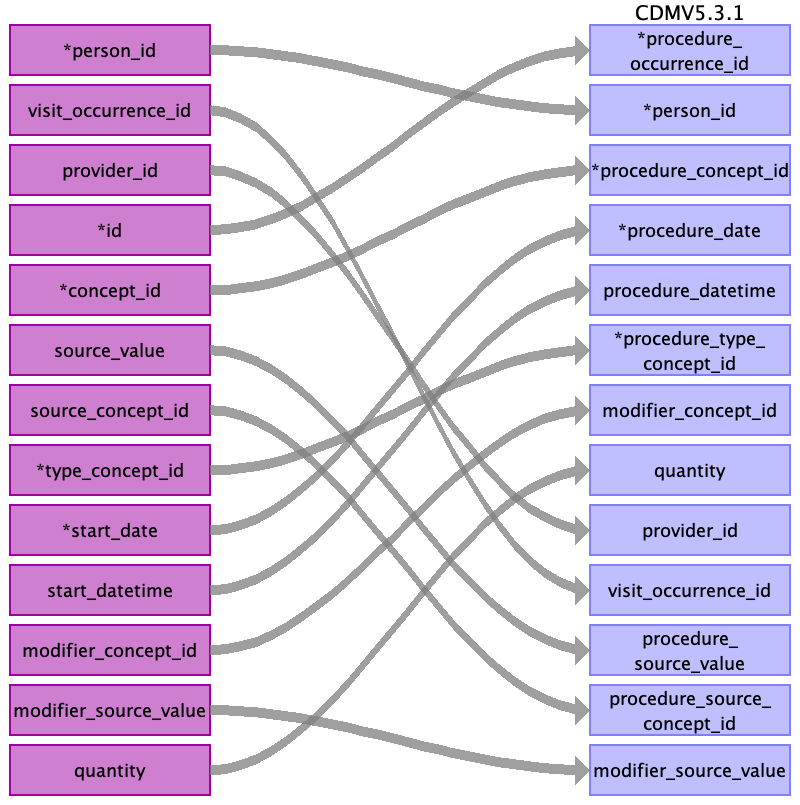 CDMV5.3.1
*person_id
*procedure_
occurrence_id
visit_occurrence_id
*person_id
provider_id
*procedure_concept_id
*id
*procedure_date
*concept_id
procedure_datetime
source_value
*procedure_type_
concept_id
source_concept_id
modifier_concept_id
*type_concept_id
quantity
*start_date
provider_id
start_datetime
visit_occurrence_id
modifier_concept_id
procedure_
source_value
modifier_source_value
procedure_source_
concept_id
quantity
modifier_source_value